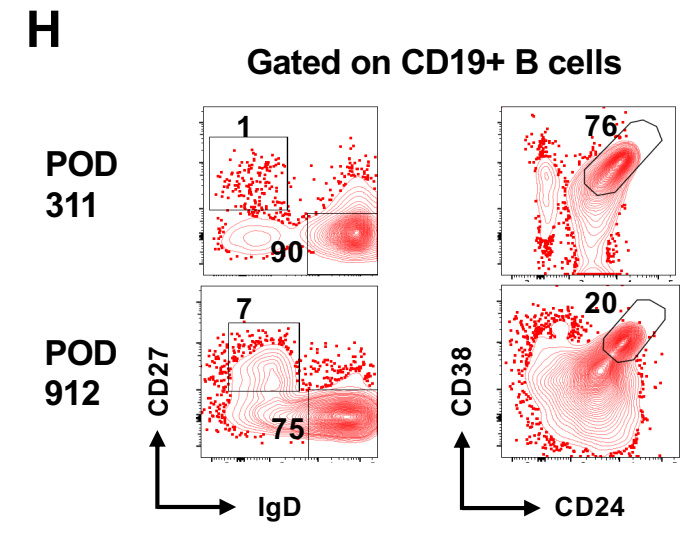 H
Gated on CD19+ B cells
POD
311
1
90
76
POD
912
7
75
20
CD27
IgD
CD38
CD24